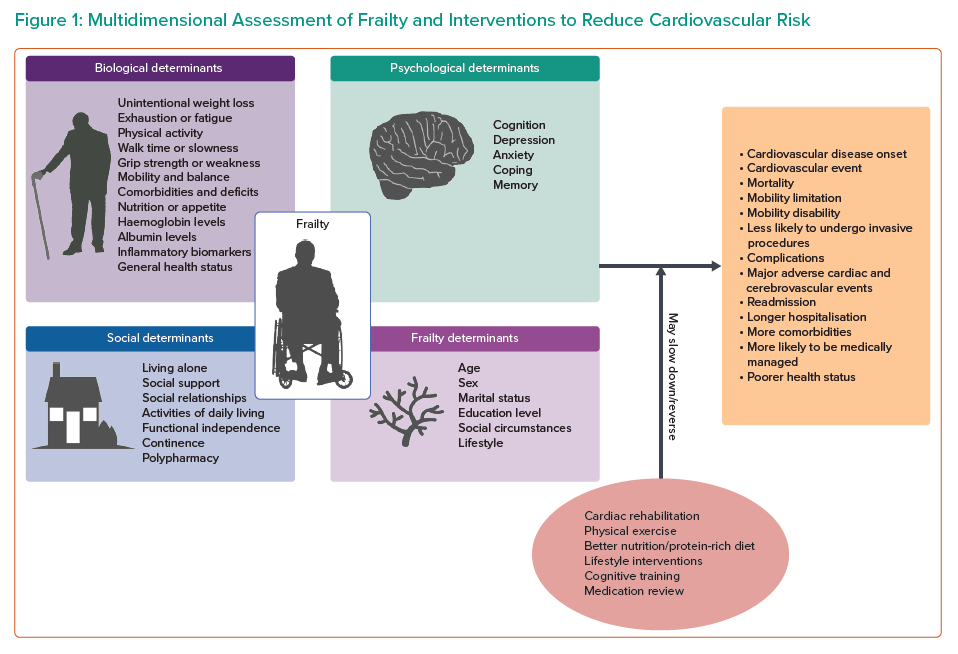 Figure 1: Multidimensional Assessment of Frailty and Interventions to Reduce Cardiovascular Risk
Biological determinants
Unintentional weight loss
Exhaustion or fatigue
Physical activity
Walk time or slowness
Grip strength or weakness
Mobility and balance
Comorbidities and deficits
Nutrition or appetite
Haemoglobin levels
Albumin levels
Inflammatory biomarkers
General health status
Psychological determinants
Cognition
Depression
Anxiety
Coping
Memory
Frailty
Social determinants
Living alone
Social support
Social relationships
Activities of daily living
Functional independence
Continence
Polypharmacy
Frailty determinants
Age
Sex
Marital status
Education level
Social circumstances
Lifestyle
• Cardiovascular disease onset
• Cardiovascular event
• Mortality
• Mobility limitation
• Mobility disability
• Less likely to undergo invasive
procedures
• Complications
• Major adverse cardiac and
cerebrovascular events
• Readmission
• Longer hospitalisation
• More comorbidities
• More likely to be medically
managed
• Poorer health status
May slow down/reverse
Cardiac rehabilitation
Physical exercise
Better nutrition/protein-rich diet
Lifestyle interventions
Cognitive training
Medication review